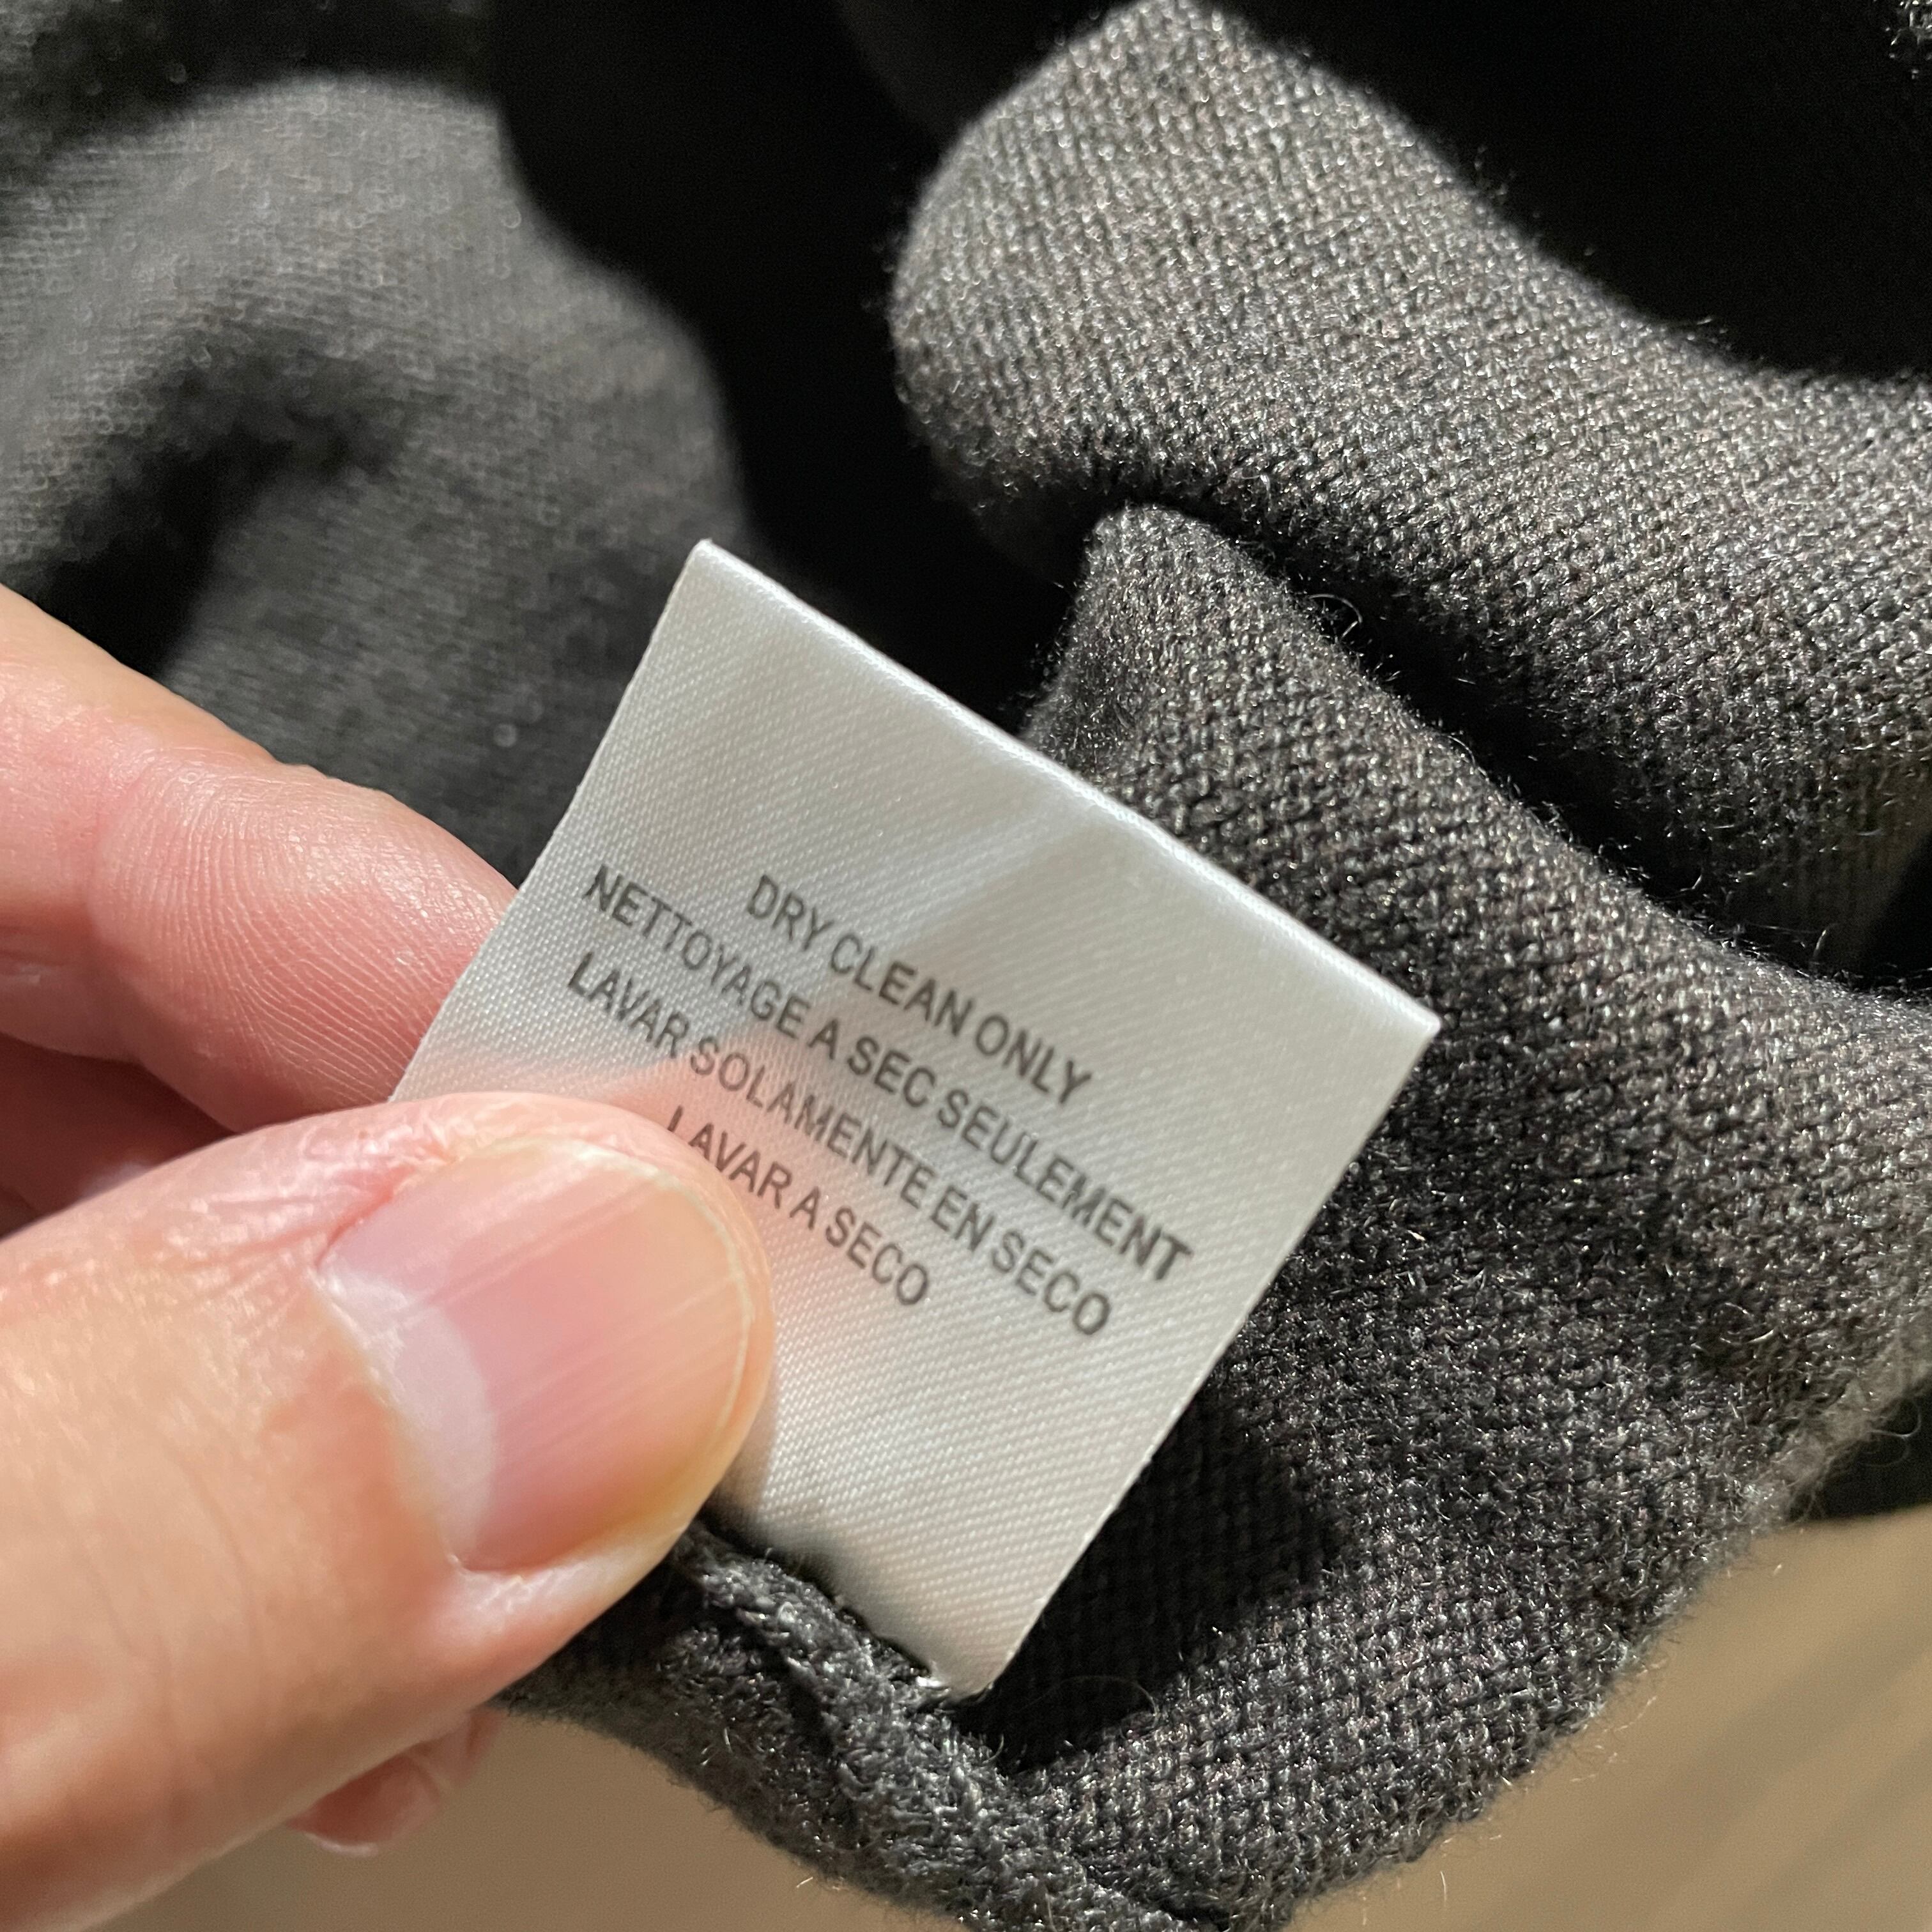 DRY CLEAN ONLY
NETTOYAGE A SEC SEULEMENT
LAVAR SOLAMENTE EN SECO
LAVAR A SECO